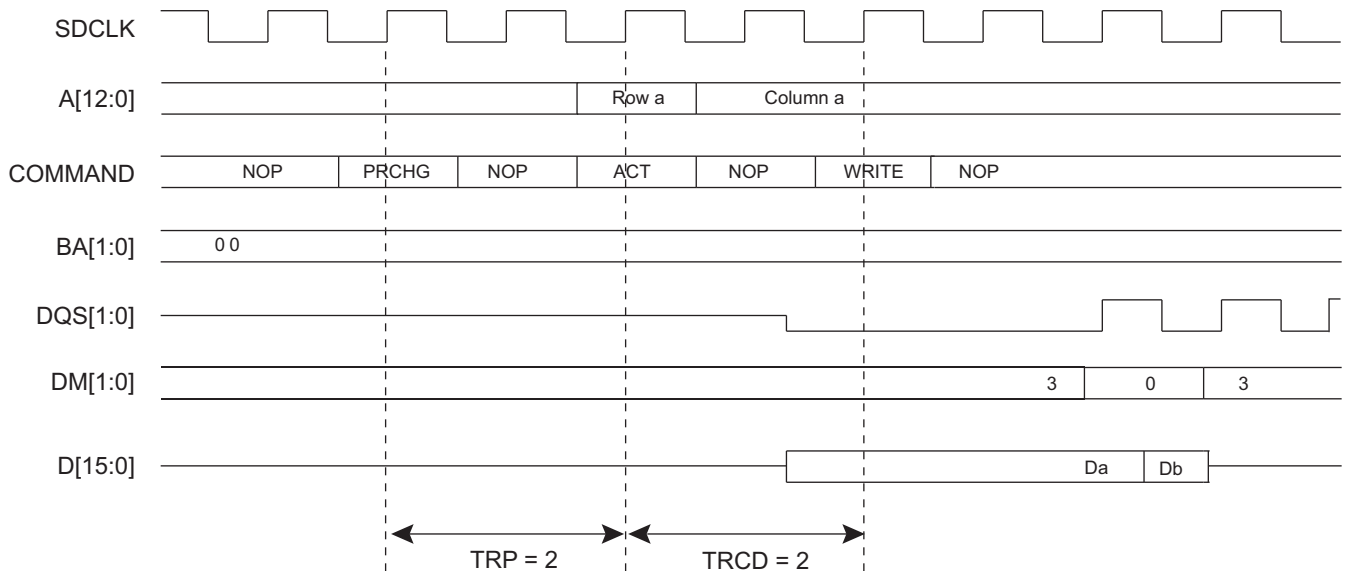 SDCLK
A[12:0] Row a Column a
COMMAND NOP PRCHG NOP ACT NOP WRITE NOP
BA[1:0] 0 0
DQS[1:0]
DM[1:0] 3 0 3
D[15:0] Da Db
TRP = 2 TRCD = 2